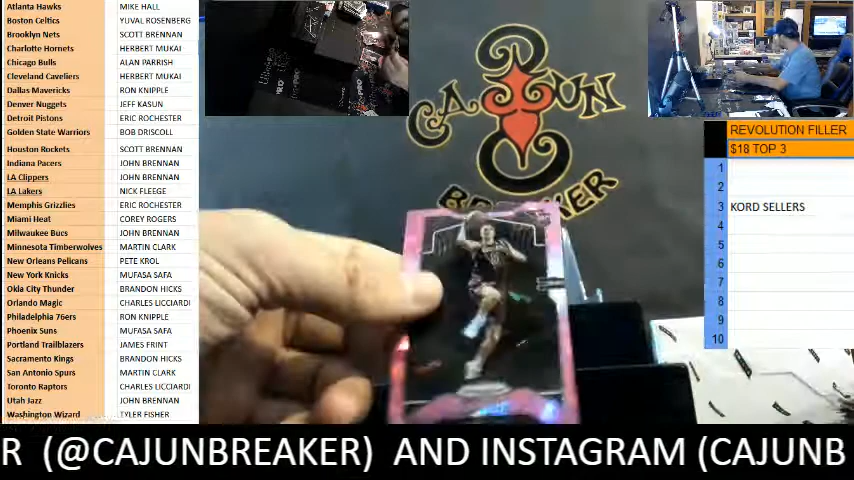 Atlanta Hawks MIKE HALL
Boston Celtics YUVAL ROSENBERG
Brooklyn Nets SCOTT BRENNAN
Charlotte Hornets HERBERT MUKAI
Chicago Bulls ALAN PARRISH
Cleveland Cavaliers HERBERT MUKAI
Dallas Mavericks RON KNIPPLE
Denver Nuggets JEFF KASUN
Detroit Pistons ERIC ROCHESTER
Golden State Warriors BOB DRISCOLL
Houston Rockets SCOTT BRENNAN
Indiana Pacers JOHN BRENNAN
LA Clippers JOHN BRENNAN
LA Lakers NICK FLEEGE
Memphis Grizzlies ERIC ROCHESTER
Miami Heat COREY ROGERS
Milwaukee Bucs JOHN BRENNAN
Minnesota Timberwolves MARTIN CLARK
New Orleans Pelicans PETE KROL
New York Knicks MUFASA SAFA
Okla City Thunder BRANDON HICKS
Orlando Magic CHARLES LICCIARDI
Philadelphia 76ers RON KNIPPLE
Phoenix Suns MUFASA SAFA
Portland Trailblazers JAMES FRINT
Sacramento Kings BRANDON HICKS
San Antonio Spurs MARTIN CLARK
Toronto Raptors CHARLES LICCIARDI
Utah Jazz JOHN BRENNAN
Washington Wizard TYLER FISHER
CAJUN
REVOLUTION FILLER
$18 TOP 3
1
2
3 KORD SELLERS
4
5
6
7
8
9
10
R (@CAJUNBREAKER) AND INSTAGRAM (CAJUNB